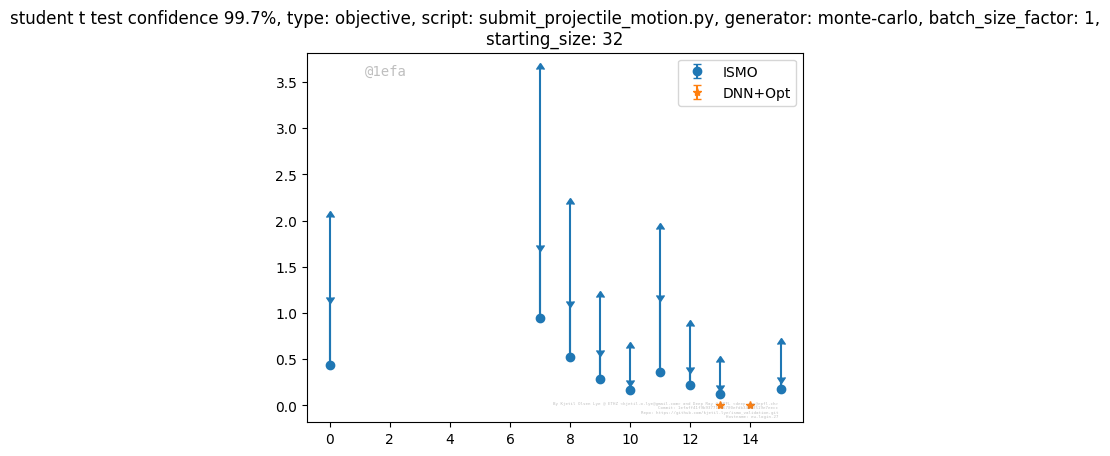 student t test confidence 99.7%, type: objective, script: submit_projectile_motion.py, generator: monte-carlo, batch_size_factor: 1,
starting_size: 32
@1efa
ISMO
DNN+Opt
3.5
3.0
2.5
2.0
1.5
1.0
0.5
0.0
0 2 4 6 8 10 12 14